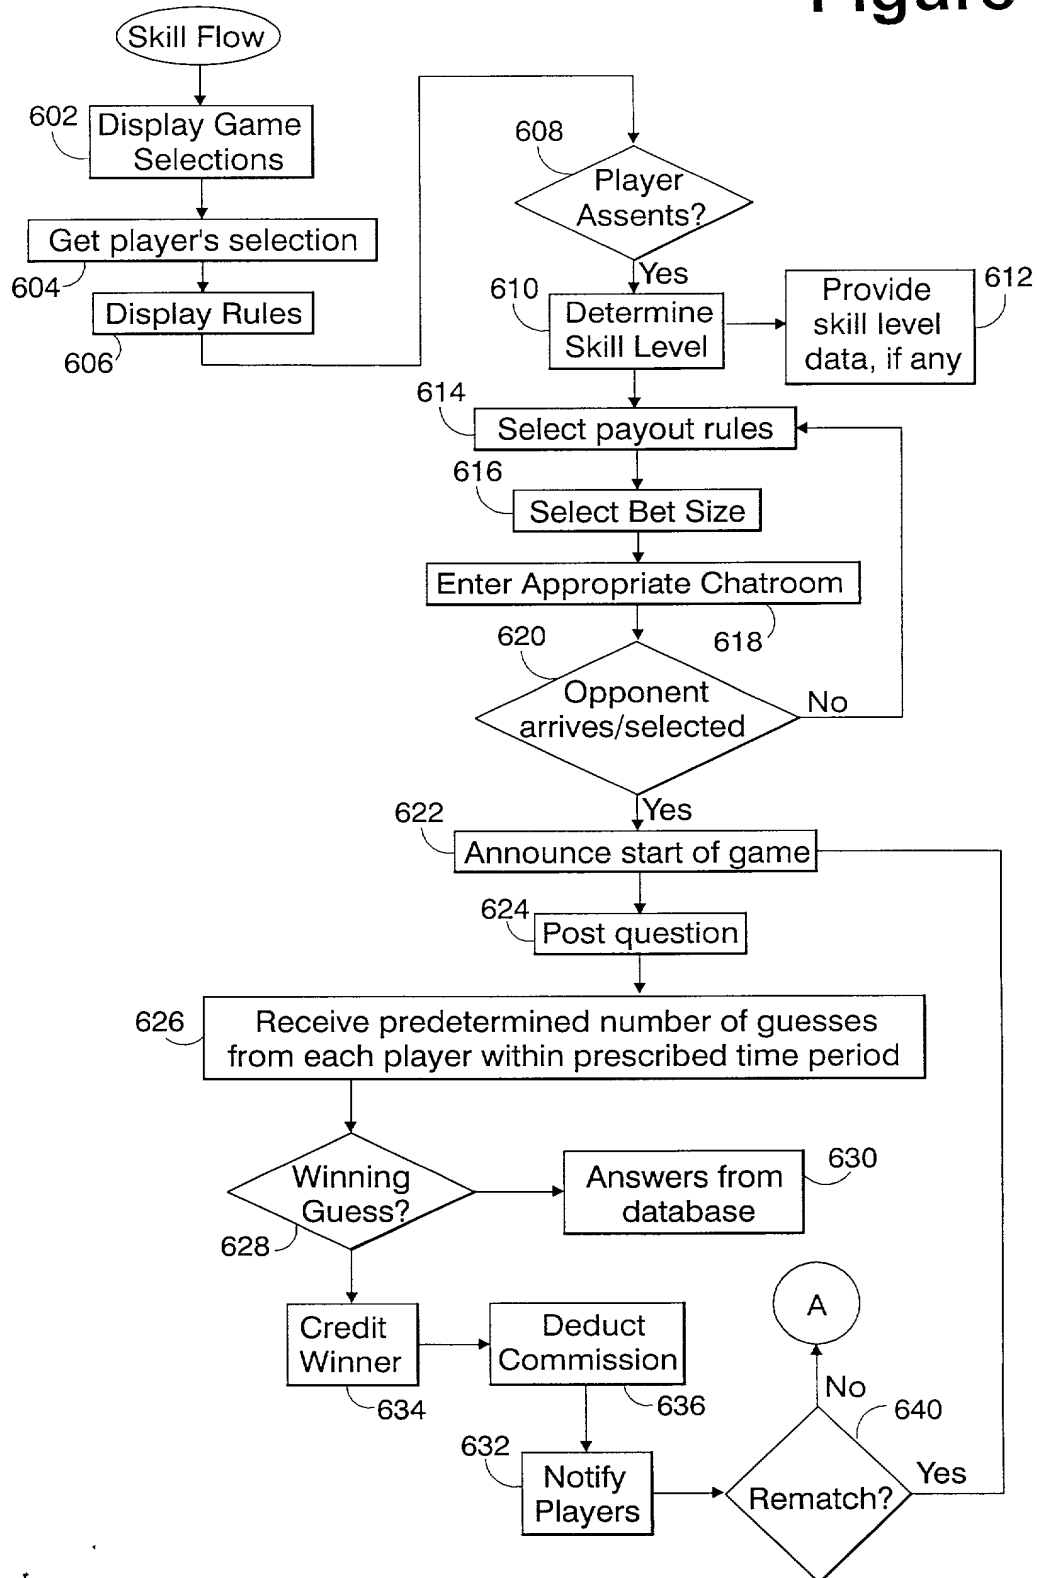 Figure
Skill Flow
602
Display Game
Selections
Get player's selection
604
Display Rules
606
608
Player
Assents?
Yes
610
Determine
Skill Level
Provide
skill level
data, if any
612
614
Select payout rules
616
Select Bet Size
Enter Appropriate Chatroom
618
620
Opponent
arrives/selected
No
Yes
622
Announce start of game
624
Post question
626
Receive predetermined number of guesses
from each player within prescribed time period
Winning
Guess?
628
Answers from
database
630
Credit
Winner
634
Deduct
Commission
636
A
No
640
632
Notify
Players
Rematch?
Yes